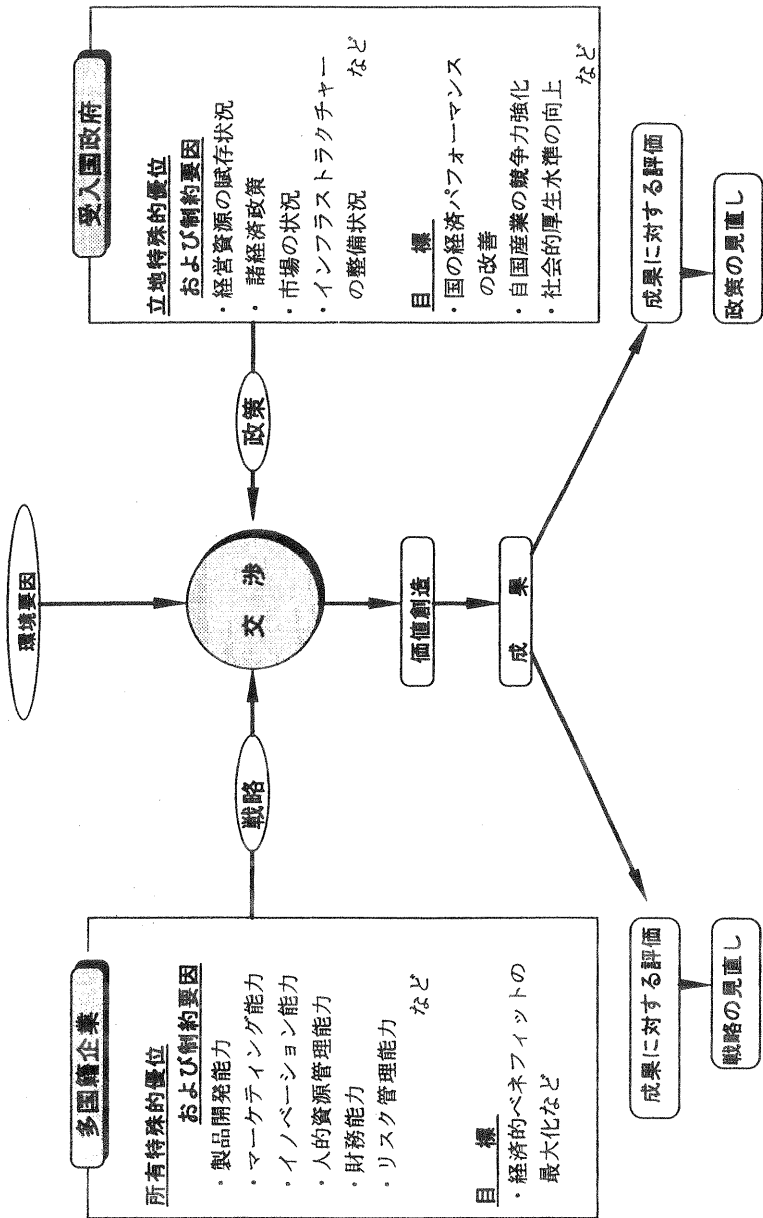 環境要因
多国籍企業
所有特殊的優位
および制約要因
・製品開発能力
・マーケティング能力
・イノベーション能力
・人的資源管理能力
・財務能力
・リスク管理能力
など
目　標
・経済的ベネフィットの
最大化など
戦略
交　渉
政策
受入国政府
立地特殊的優位
および制約要因
・経営資源の賦存状況
・諸経済政策
・市場の状況
・インフラストラクチャー
の整備状況
など
目　標
・国の経済パフォーマンス
の改善
・自国産業の競争力強化
・社会的厚生水準の向上
など
価値創造
成　果
成果に対する評価
戦略の見直し
成果に対する評価
政策の見直し